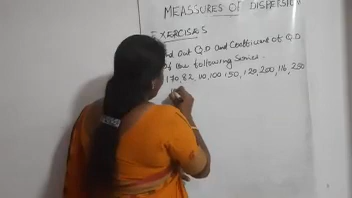 MEASSURES OF DISPERSION
EXERCISES
out Q.D and Coefficient of Q.D
of the following Series
170, 82, 110, 100, 150, 120, 200, 116, 250